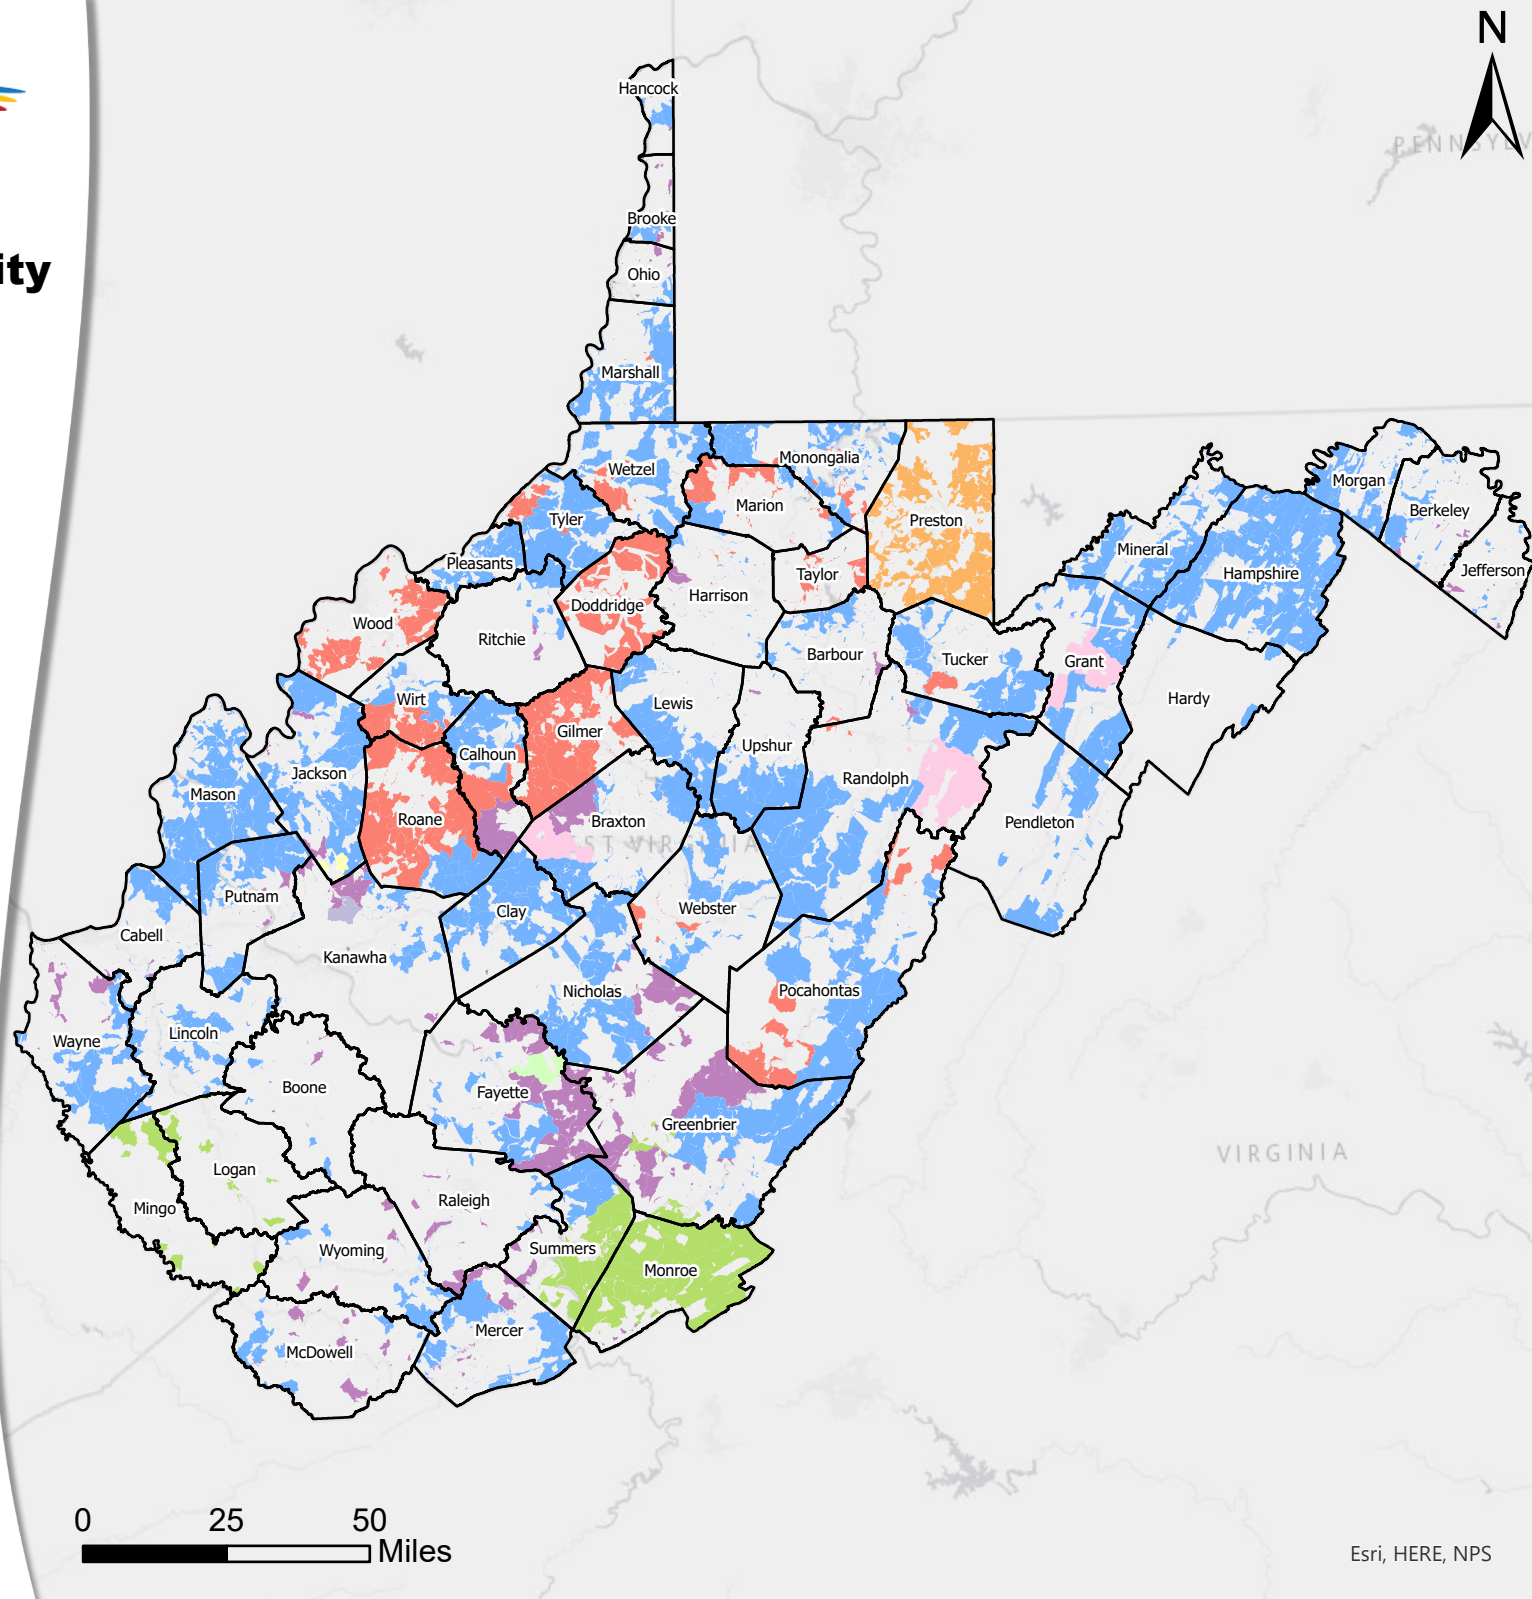 N
Hancock
PENNSYLV
Brooke
ity
Ohio
Marshall
Monongalia
Wetzel
Morgan
Marion
Berkeley
Tyler
Preston
Mineral
Pleasants
Hampshire
Jefferson
Taylor
Harrison
Doddridge
Wood
Ritchie
Barbour
Tucker
Grant
Wirt
Hardy
Lewis
Gilmer
Upshur
Calhoun
Jackson
Randolph
Mason
Roane
Braxton
Pendleton
ST VIRGINIA
Putnam
Webster
Clay
Cabell
Kanawha
Nicholas
Pocahontas
Lincoln
Wayne
Boone
Fayette
Greenbrier
VIRGINIA
Logan
Raleigh
Mingo
Summers
Wyoming
Monroe
Mercer
McDowell
0 25 50
Miles
Esri, HERE, NPS